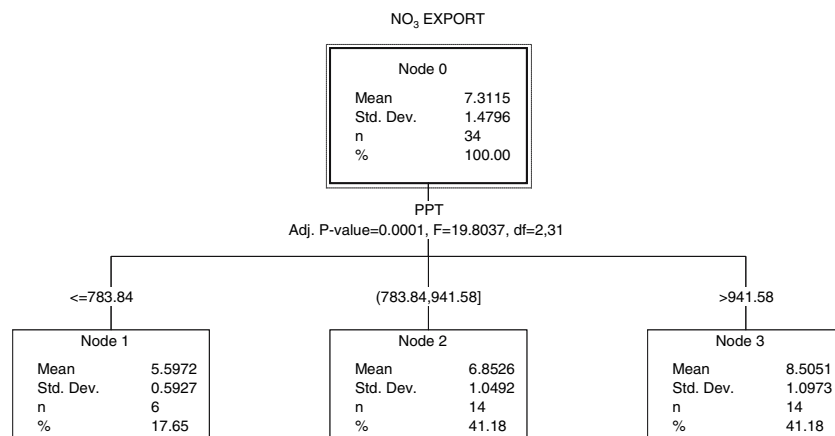 NO₃ EXPORT
Node 0
Mean 7.3115
Std. Dev. 1.4796
n 34
% 100.00
PPT
Adj. P-value=0.0001, F=19.8037, df=2,31
<=783.84 (783.84,941.58] >941.58
Node 1
Mean 5.5972
Std. Dev. 0.5927
n 6
% 17.65
Node 2
Mean 6.8526
Std. Dev. 1.0492
n 14
% 41.18
Node 3
Mean 8.5051
Std. Dev. 1.0973
n 14
% 41.18